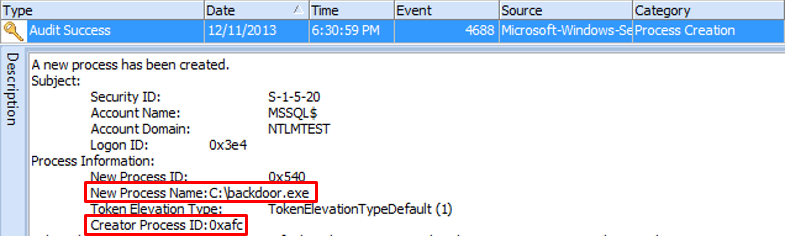 Type Date Time Event Source Category
Audit Success 12/11/2013 6:30:59 PM 4688 Microsoft-Windows-Se Process Creation
Description
A new process has been created.
Subject:
Security ID: S-1-5-20
Account Name: MSSQL$
Account Domain: NTLMTEST
Logon ID: 0x3e4
Process Information:
New Process ID: 0x540
New Process Name: C:\backdoor.exe
Token Elevation Type: TokenElevationTypeDefault (1)
Creator Process ID: 0xafc